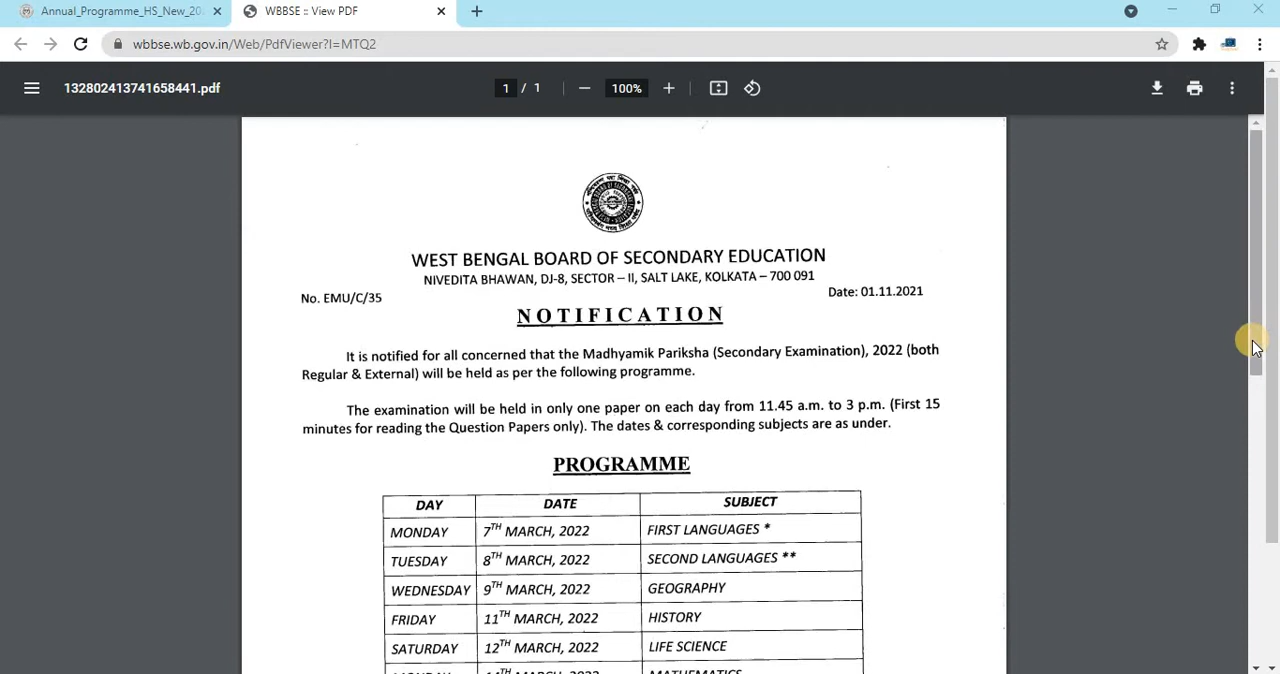 Annual_Programme_HS_New_20
WBBSE :: View PDF
wbbse.wb.gov.in/Web/PdfViewer?I=MTQ2
132802413741658441.pdf
1 / 1
100%
WEST BENGAL BOARD OF SECONDARY EDUCATION
NIVEDITA BHAWAN, DJ-8, SECTOR – II, SALT LAKE, KOLKATA – 700 091
No. EMU/C/35
Date: 01.11.2021
NOTIFICATION
It is notified for all concerned that the Madhyamik Pariksha (Secondary Examination), 2022 (both
Regular & External) will be held as per the following programme.
The examination will be held in only one paper on each day from 11.45 a.m. to 3 p.m. (First 15
minutes for reading the Question Papers only). The dates & corresponding subjects are as under.
PROGRAMME
DAY DATE SUBJECT
MONDAY 7TH MARCH, 2022 FIRST LANGUAGES *
TUESDAY 8TH MARCH, 2022 SECOND LANGUAGES **
WEDNESDAY 9TH MARCH, 2022 GEOGRAPHY
FRIDAY 11TH MARCH, 2022 HISTORY
SATURDAY 12TH MARCH, 2022 LIFE SCIENCE
MONDAY 14TH MARCH, 2022 MATHEMATICS